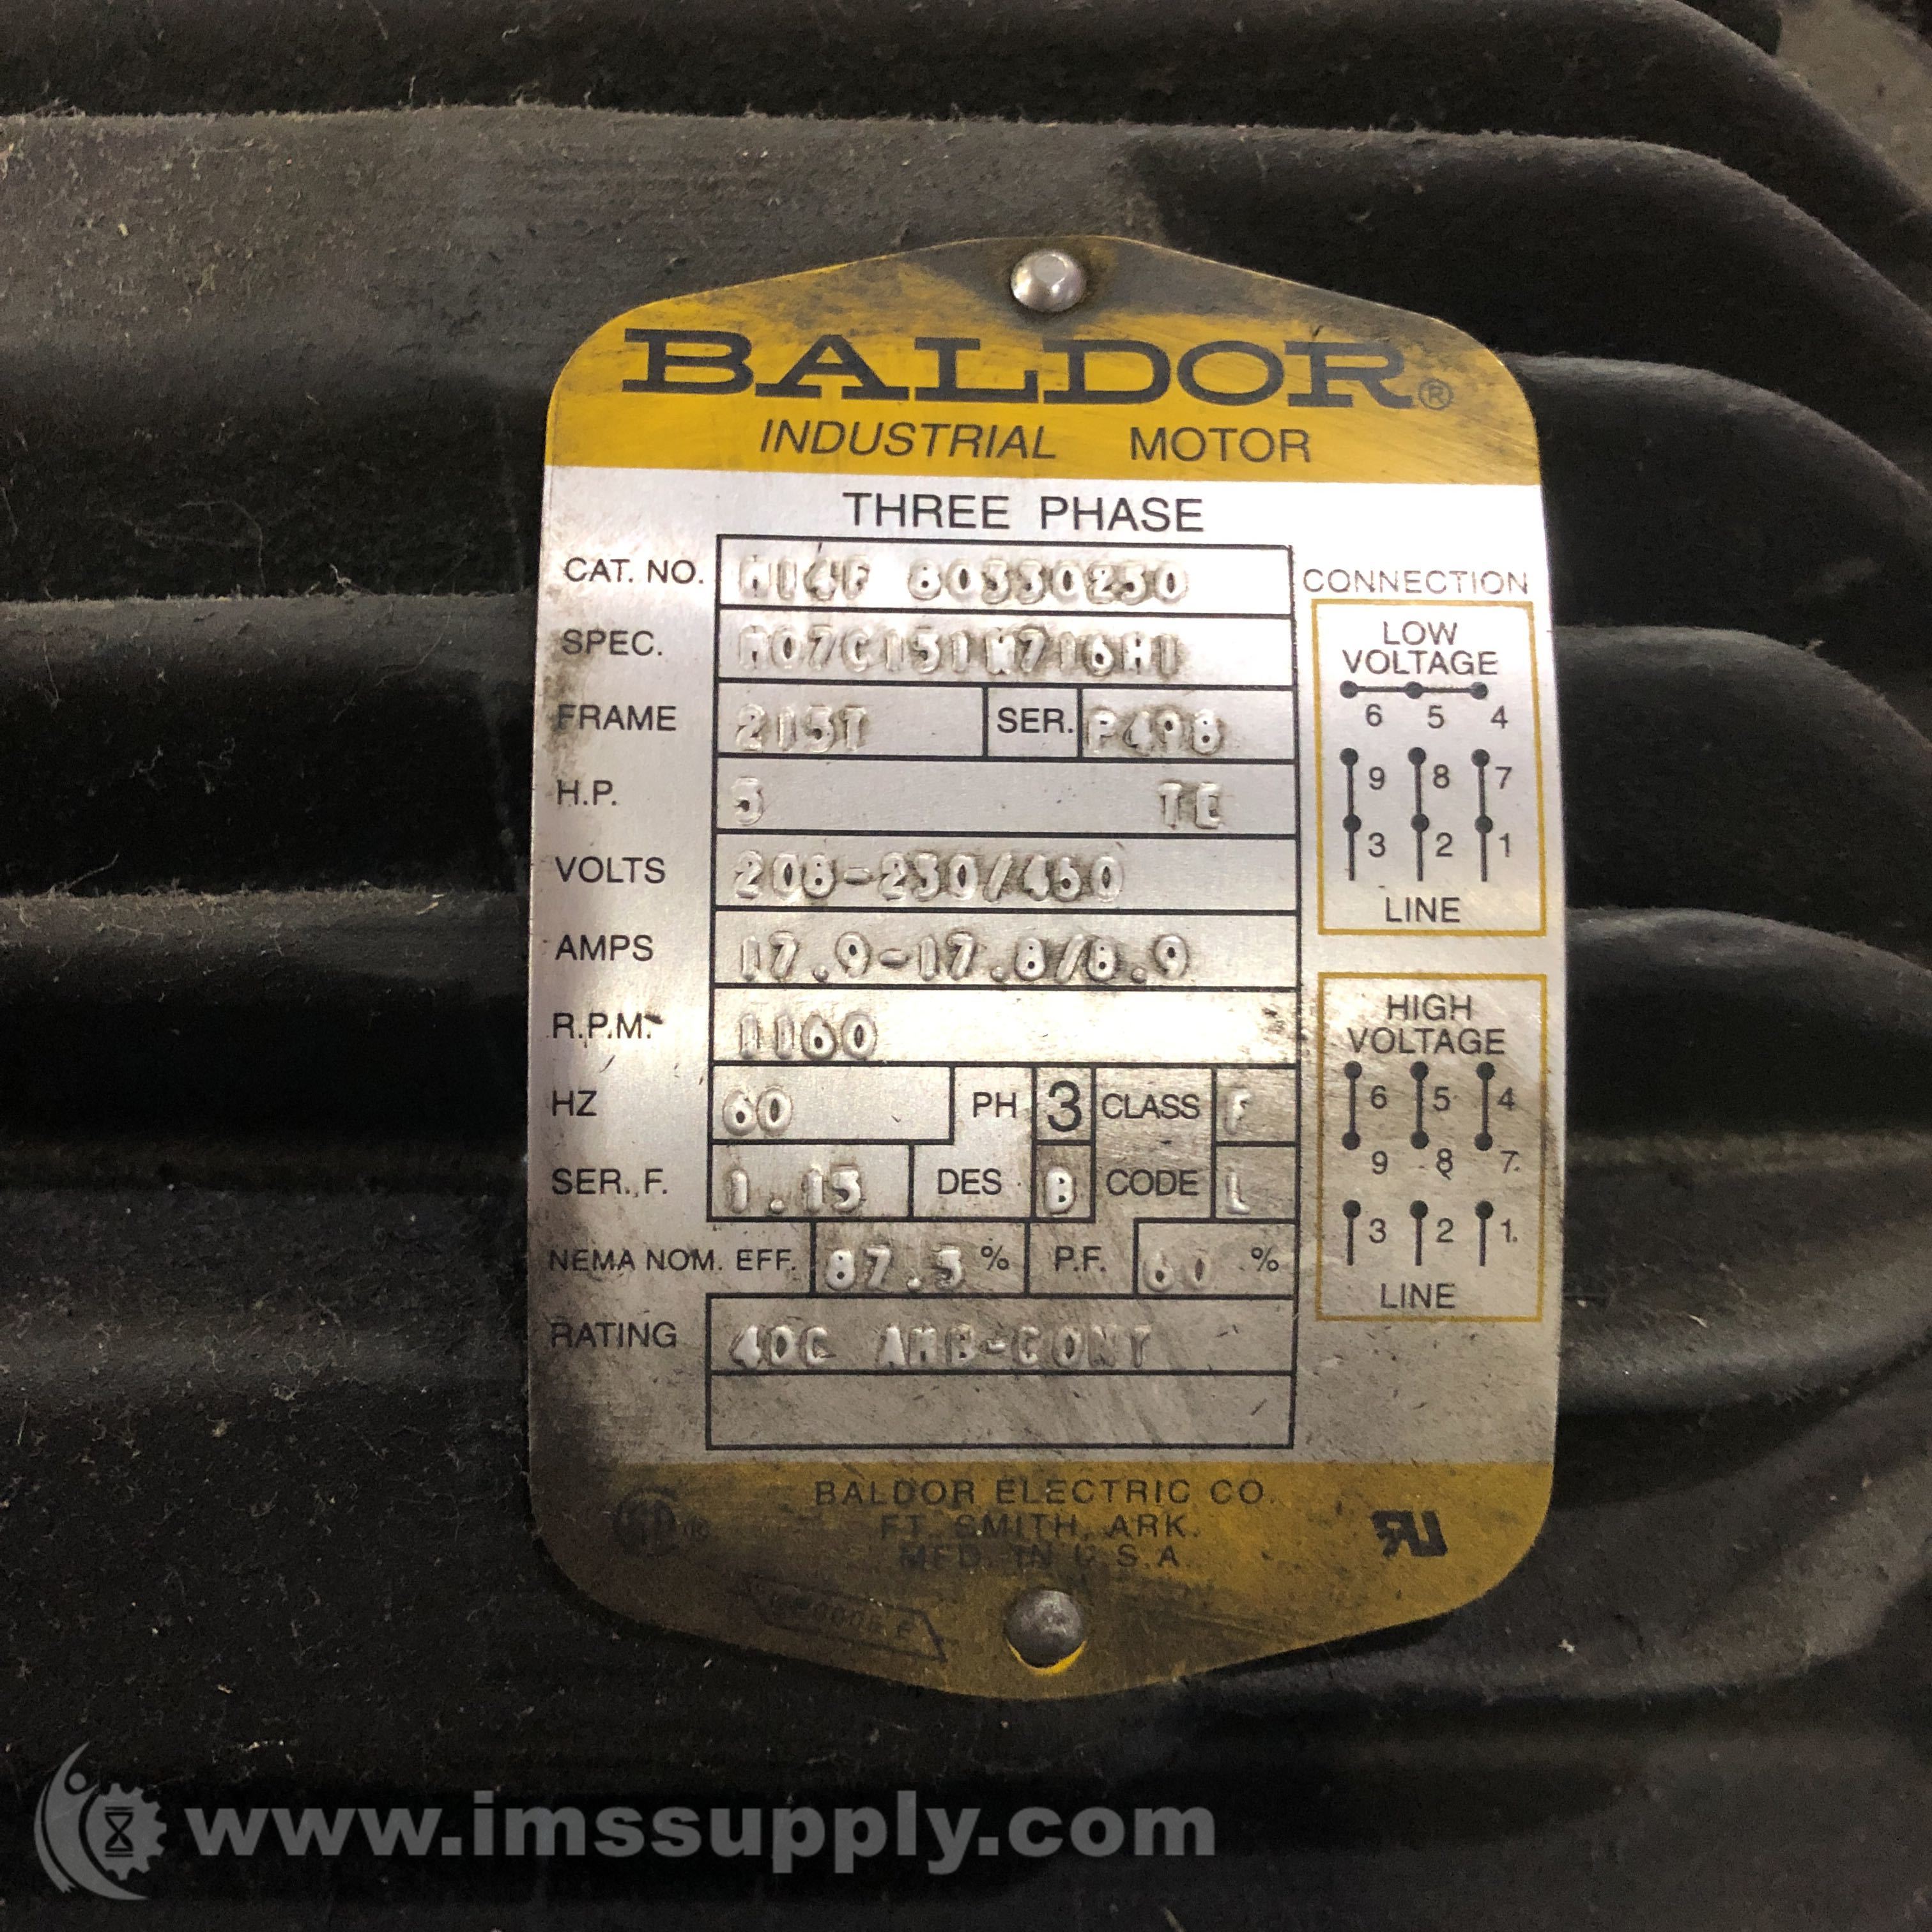 BALDOR®
INDUSTRIAL MOTOR
THREE PHASE
CAT. NO. M14F 80330250
SPEC. M07C151W716H1
FRAME 215T SER. P498
H.P. 5 TE
VOLTS 208-230/460
AMPS 17.9-17.8/8.9
R.P.M. 1160
HZ 60 PH 3 CLASS F
SER. F. 1.15 DES B CODE L
NEMA NOM. EFF. 87.5 % P.F. 60 %
RATING 40C AMB-CONT
CONNECTION
LOW
VOLTAGE
6 5 4
9 8 7
3 2 1
LINE
HIGH
VOLTAGE
6 5 4
9 8 7
3 2 1
LINE
BALDOR ELECTRIC CO.
FT. SMITH, ARK.
MFD. IN U.S.A.
www.imssupply.com